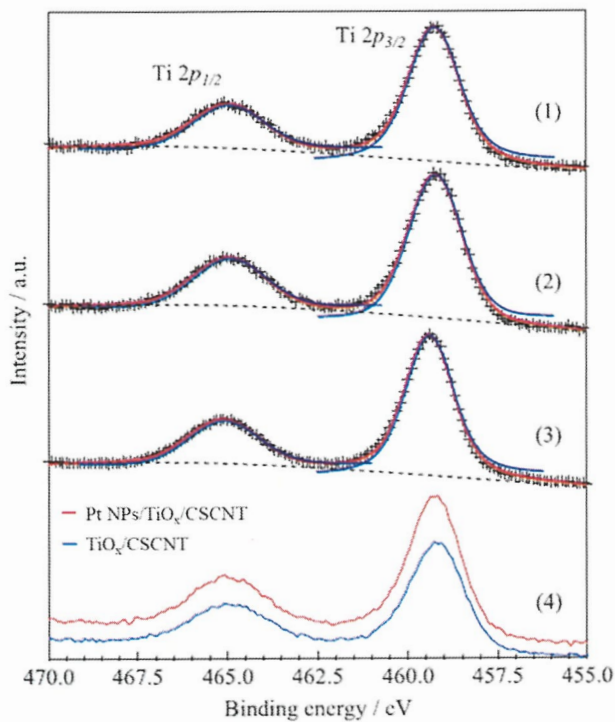 Ti 2p1/2
Ti 2p3/2
(1)
(2)
(3)
(4)
Intensity / a.u.
Pt NPs/TiOx/CSCNT
TiOx/CSCNT
470.0 467.5 465.0 462.5 460.0 457.5 455.0
Binding energy / eV